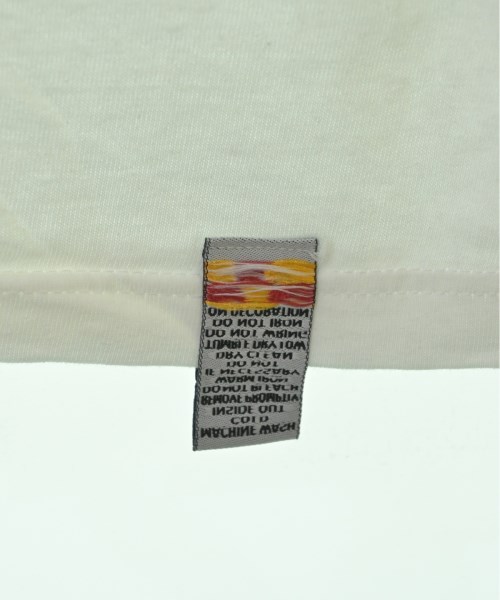 MACHINE WASH
COLD
INSIDE OUT
REMOVE PROMPTLY
DO NOT BLEACH
WARM IRON
IF NECESSARY
DO NOT
DRY CLEAN
TUMBLE DRY LOW
DO NOT WRING
DO NOT IRON
ON DECORATION